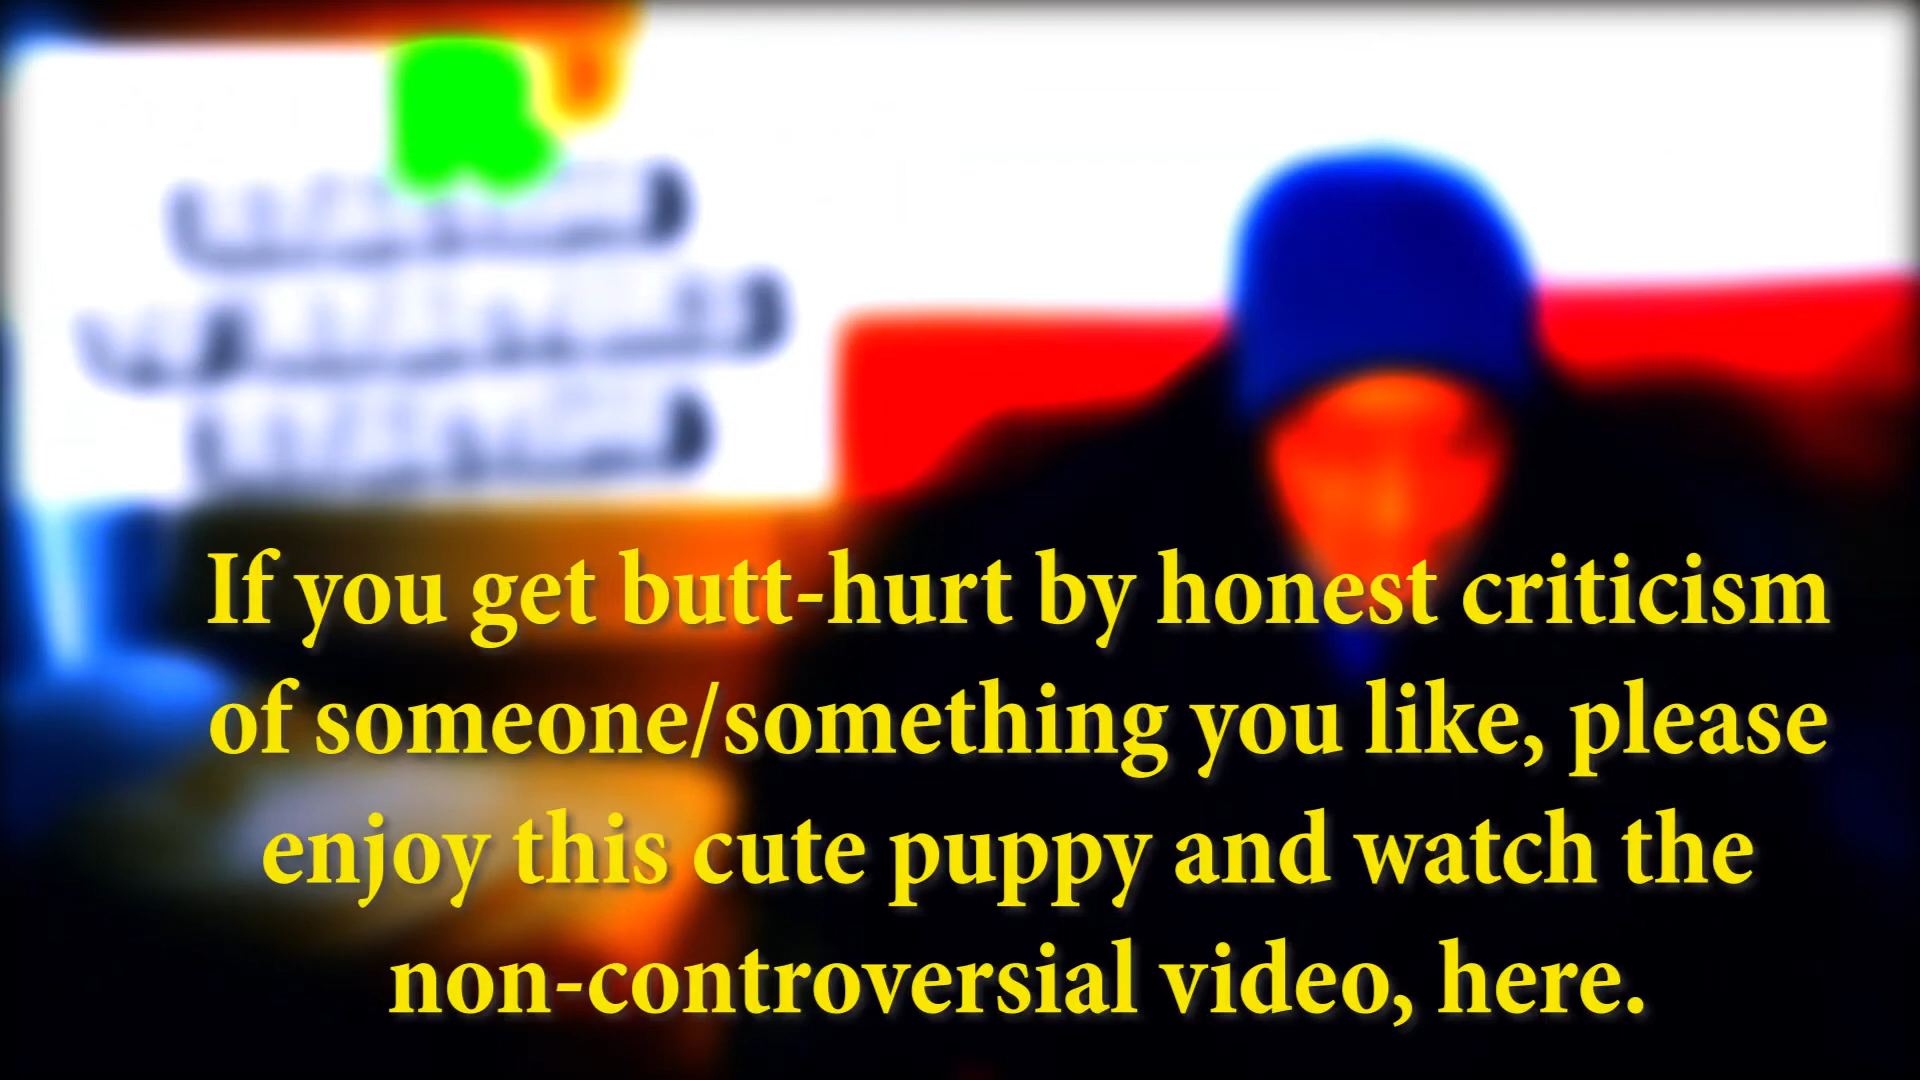 If you get butt-hurt by honest criticism
of someone/something you like, please
enjoy this cute puppy and watch the
non-controversial video, here.